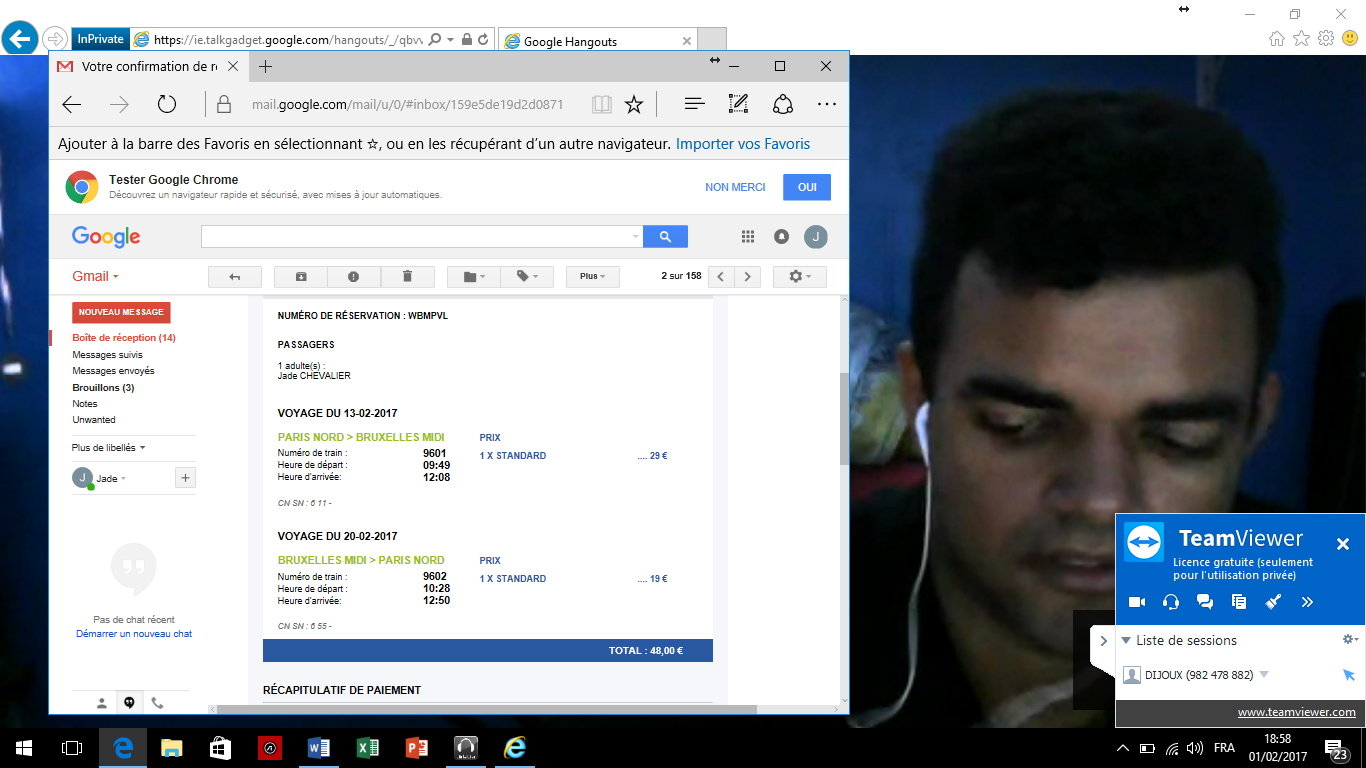 InPrivate
https://ie.talkgadget.google.com/hangouts/_/qbvv
Google Hangouts
Votre confirmation de re
mail.google.com/mail/u/0/#inbox/159e5de19d2d0871
Ajouter à la barre des Favoris en sélectionnant ☆, ou en les récupérant d'un autre navigateur. Importer vos Favoris
Tester Google Chrome
Découvrez un navigateur rapide et sécurisé, avec mises à jour automatiques.
NON MERCI
OUI
Google
J
Gmail
Plus
2 sur 158
NOUVEAU MESSAGE
Boîte de réception (14)
Messages suivis
Messages envoyés
Brouillons (3)
Notes
Unwanted
Plus de libellés
J
Jade
Pas de chat récent
Démarrer un nouveau chat
NUMÉRO DE RÉSERVATION : WBMPVL
PASSAGERS
1 adulte(s) :
Jade CHEVALIER
VOYAGE DU 13-02-2017
PARIS NORD > BRUXELLES MIDI PRIX
Numéro de train : 9601 1 X STANDARD .... 29 €
Heure de départ : 09:49
Heure d'arrivée: 12:08
CN SN : 6 11 -
VOYAGE DU 20-02-2017
BRUXELLES MIDI > PARIS NORD PRIX
Numéro de train : 9602 1 X STANDARD .... 19 €
Heure de départ : 10:28
Heure d'arrivée: 12:50
CN SN : 6 55 -
TOTAL : 48,00 €
RÉCAPITULATIF DE PAIEMENT
TeamViewer
Licence gratuite (seulement
pour l'utilisation privée)
Liste de sessions
DIJOUX (982 478 882)
www.teamviewer.com
FRA
18:58
01/02/2017
23